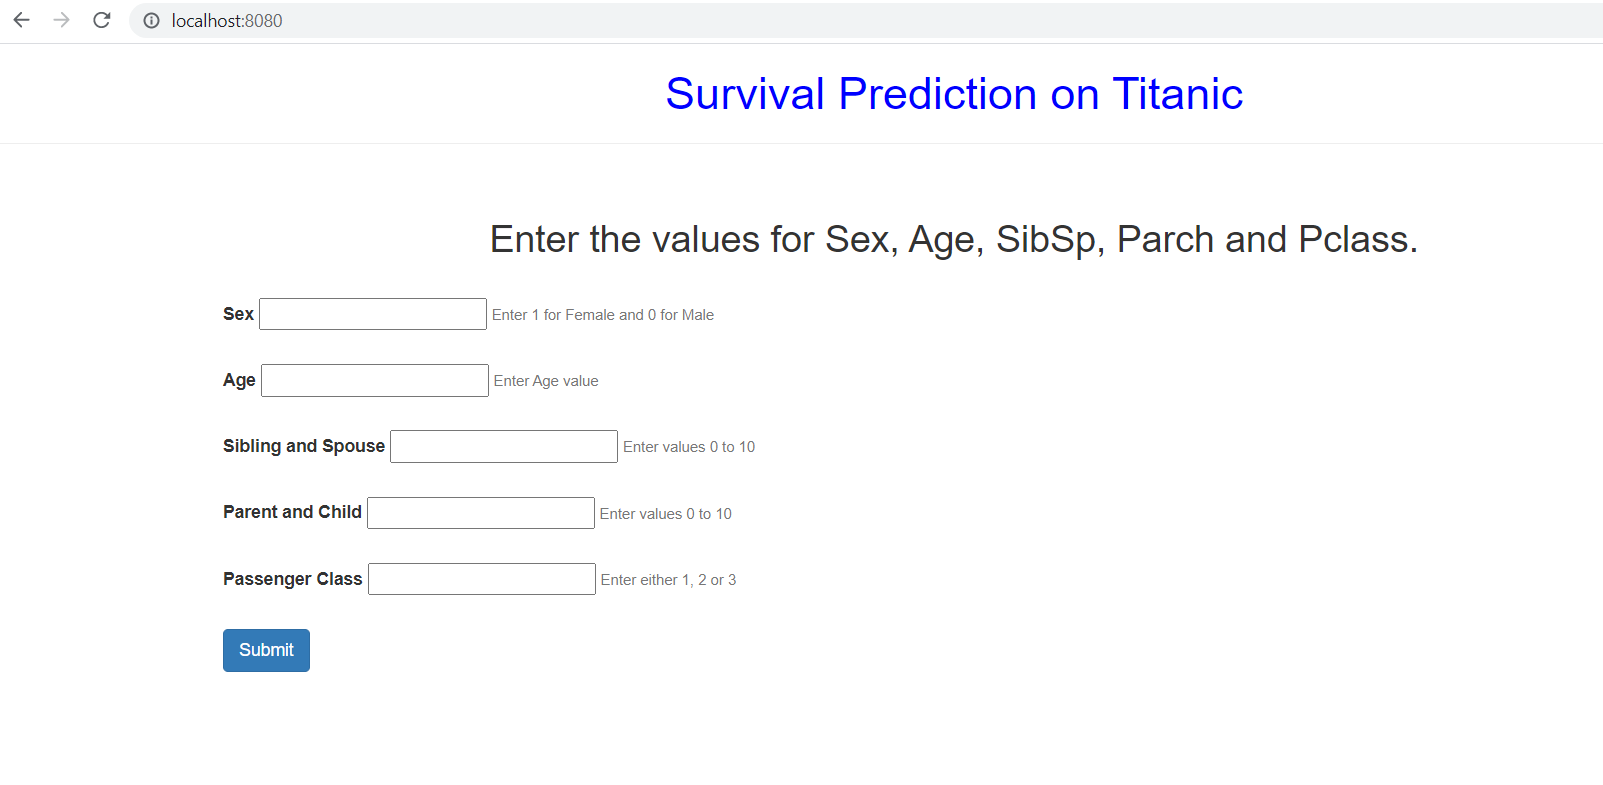 localhost:8080
Survival Prediction on Titanic
Enter the values for Sex, Age, SibSp, Parch and Pclass.
Sex Enter 1 for Female and 0 for Male
Age Enter Age value
Sibling and Spouse Enter values 0 to 10
Parent and Child Enter values 0 to 10
Passenger Class Enter either 1, 2 or 3
Submit